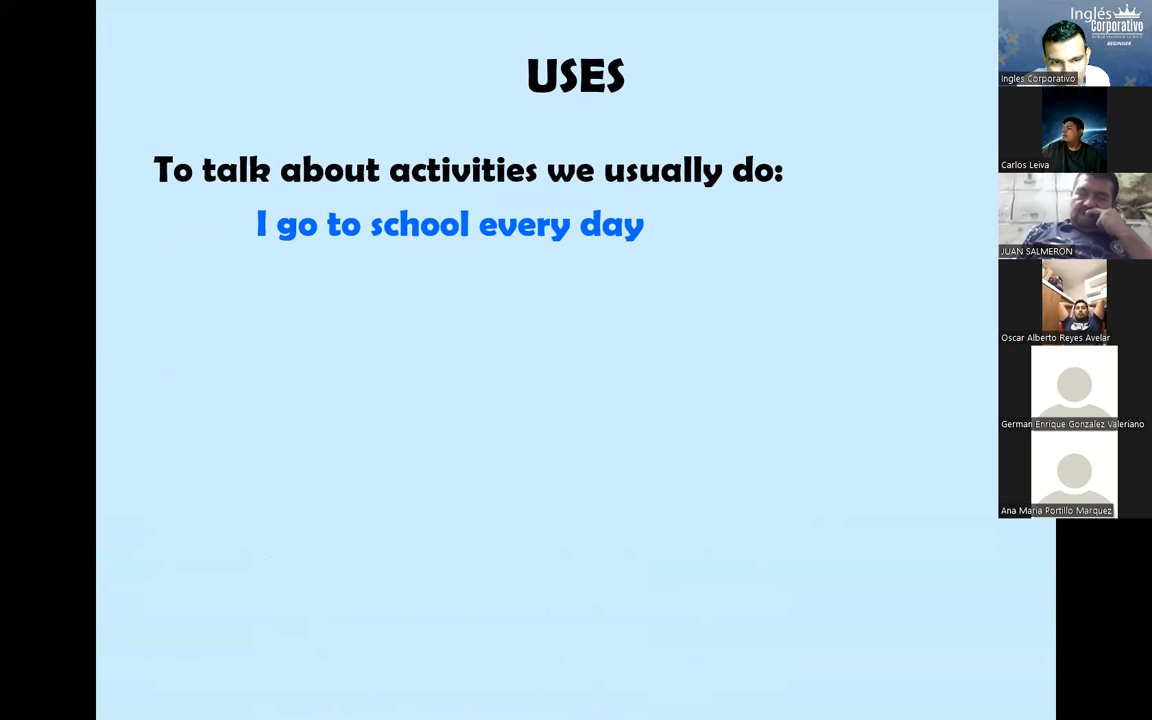 USES
To talk about activities we usually do:
I go to school every day
Inglés
Corporativo
BEGINNER
Ingles Corporativo
Carlos Leiva
JUAN SALMERON
Oscar Alberto Reyes Avelar
German Enrique Gonzalez Valeriano
Ana Maria Portillo Marquez